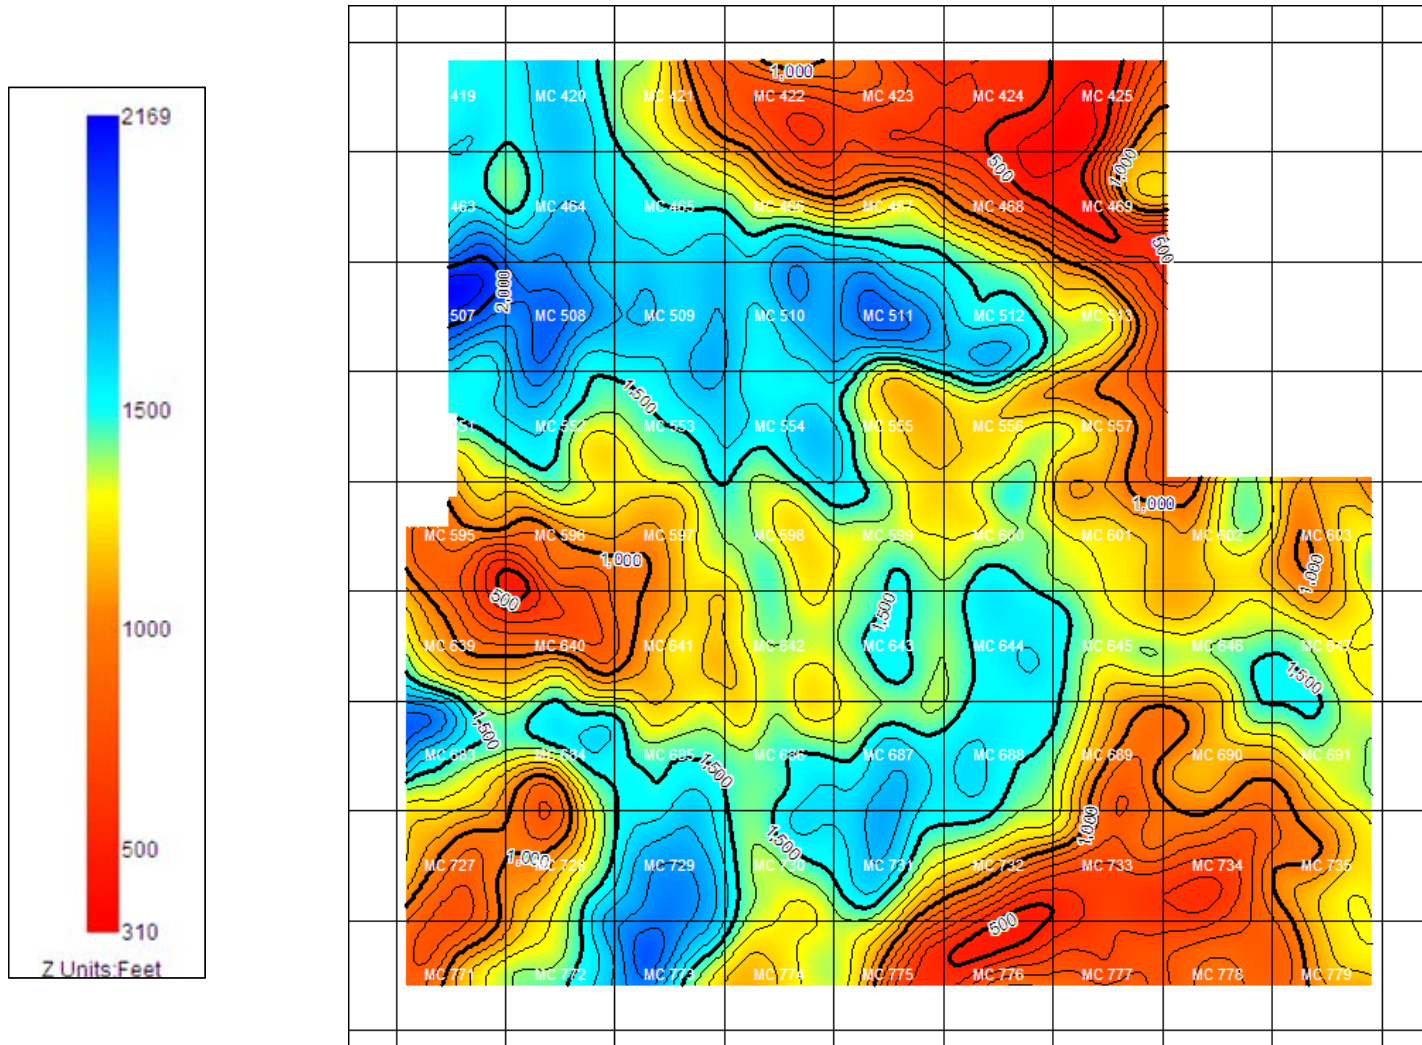 2169
1500
1000
500
310
Z Units:Feet
1,000
419 MC 420 MC 421 MC 422 MC 423 MC 424 MC 425
500
1,000
463 MC 464 MC 465 MC 466 MC 467 MC 468 MC 469
500
2,000
507 MC 508 MC 509 MC 510 MC 511 MC 512 MC 513
1,500
551 MC 552 MC 553 MC 554 MC 555 MC 556 MC 557
1,000
MC 595 MC 596 MC 597 MC 598 MC 599 MC 600 MC 601 MC 602 MC 603
1,000
1,000
500
1,500
MC 639 MC 640 MC 641 MC 642 MC 643 MC 644 MC 645 MC 646 MC 647
1,500
1,500
MC 683 MC 684 MC 685 MC 686 MC 687 MC 688 MC 689 MC 690 MC 691
1,500
1,000
1,500
1,000
MC 727 MC 728 MC 729 MC 730 MC 731 MC 732 MC 733 MC 734 MC 735
500
MC 771 MC 772 MC 773 MC 774 MC 775 MC 776 MC 777 MC 778 MC 779